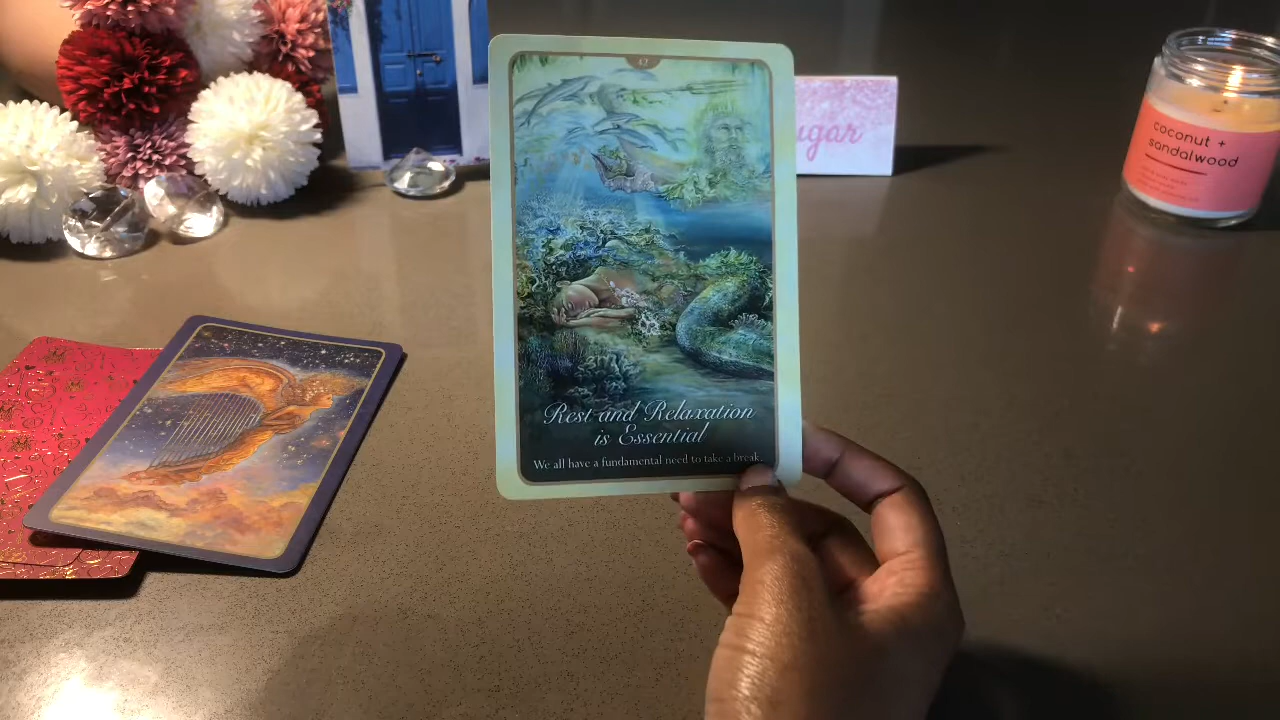 Rest and Relaxation
is Essential
We all have a fundamental need to take a break.
ugar
coconut +
sandalwood